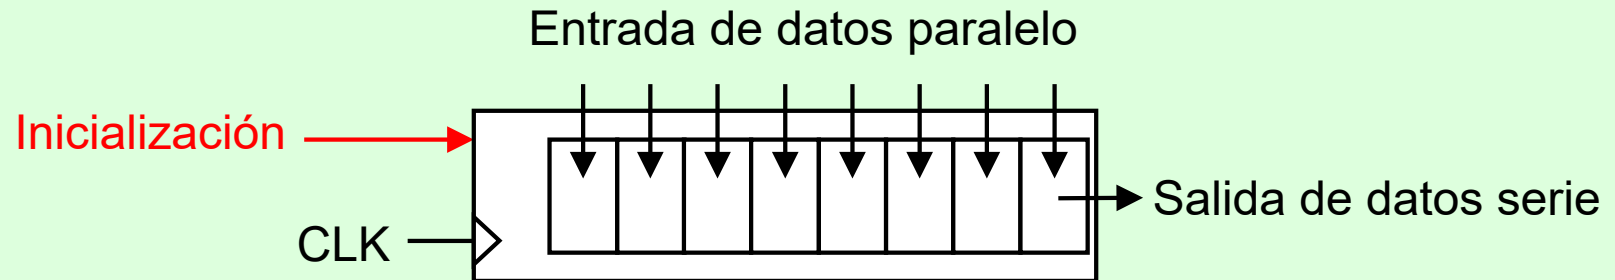 Entrada de datos paralelo
Inicialización
Salida de datos serie
CLK